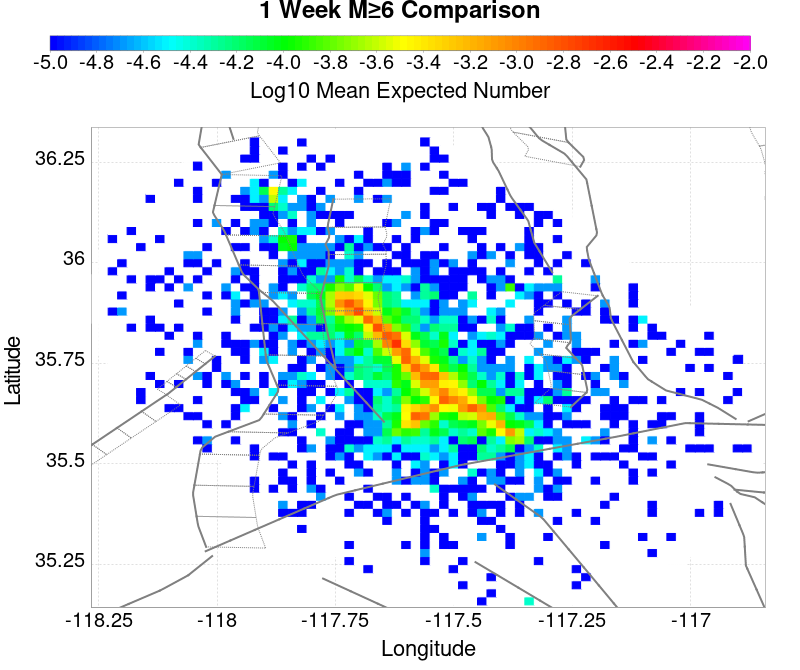 1 Week M≥6 Comparison
-5.0 -4.8 -4.6 -4.4 -4.2 -4.0 -3.8 -3.6 -3.4 -3.2 -3.0 -2.8 -2.6 -2.4 -2.2 -2.0
Log10 Mean Expected Number
36.25
36
35.75
35.5
35.25
Latitude
-118.25 -118 -117.75 -117.5 -117.25 -117
Longitude